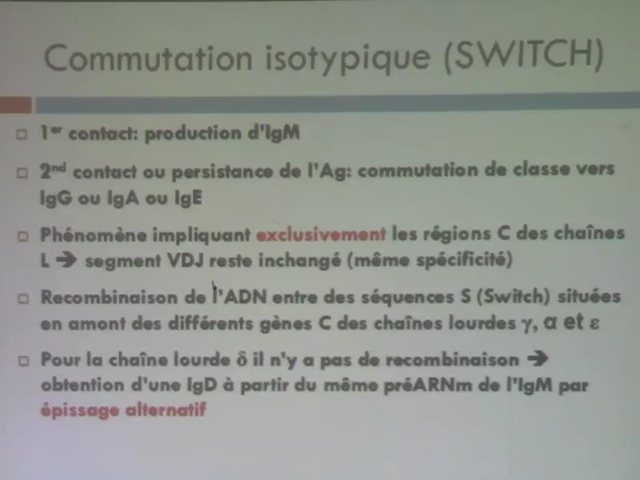 Commutation isotypique (SWITCH)
1er contact: production d'IgM
2nd contact ou persistance de l'Ag: commutation de classe vers
IgG ou IgA ou IgE
Phénomène impliquant exclusivement les régions C des chaînes
L ➔ segment VDJ reste inchangé (même spécificité)
Recombinaison de l'ADN entre des séquences S (Switch) situées
en amont des différents gènes C des chaînes lourdes γ, α et ε
Pour la chaîne lourde δ il n'y a pas de recombinaison ➔
obtention d'une IgD à partir du même préARNm de l'IgM par
épissage alternatif